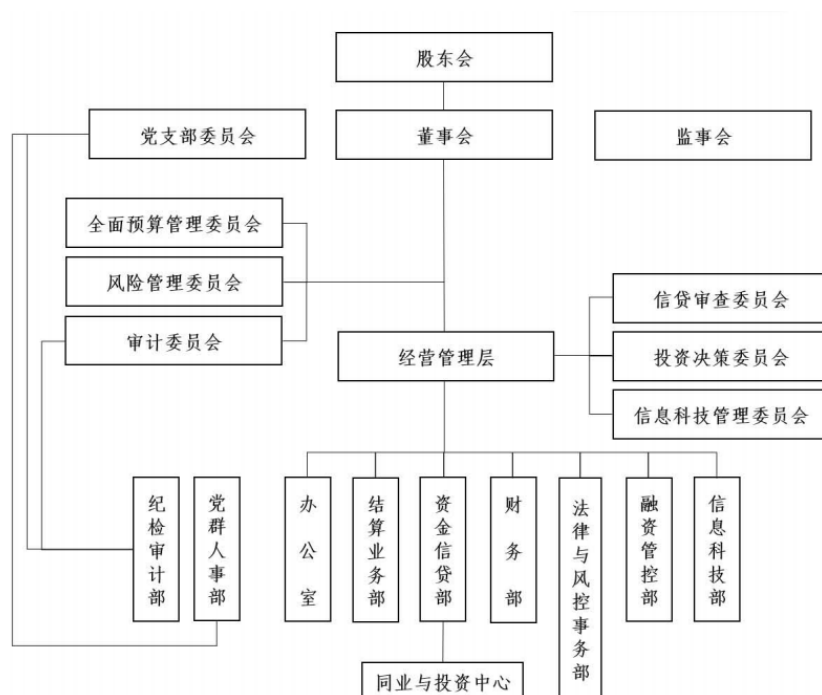 股东会
党支部委员会
董事会
监事会
全面预算管理委员会
风险管理委员会
审计委员会
信贷审查委员会
经营管理层
投资决策委员会
信息科技管理委员会
纪检审计部
党群人事部
办公室
结算业务部
资金信贷部
财务部
法律与风控事务部
融资管控部
信息科技部
同业与投资中心